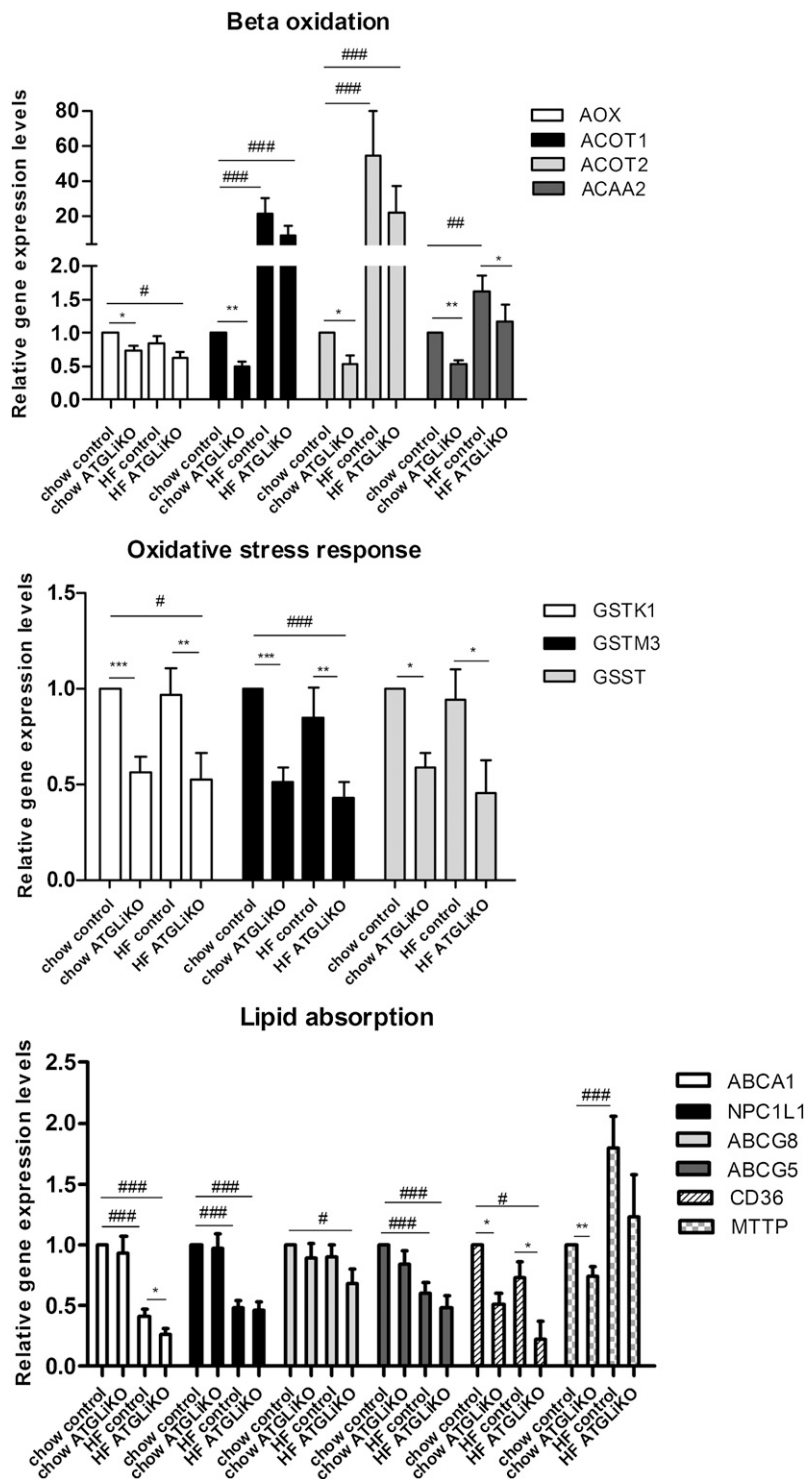 Beta oxidation
###
###
###
###
##
#
*
**
*
**
*
Relative gene expression levels
80
60
40
20
2.0
1.5
1.0
0.5
0.0
AOX
ACOT1
ACOT2
ACAA2
chow control
chow ATGLiKO
HF control
HF ATGLiKO
chow control
chow ATGLiKO
HF control
HF ATGLiKO
chow control
chow ATGLiKO
HF control
HF ATGLiKO
chow control
chow ATGLiKO
HF control
HF ATGLiKO
Oxidative stress response
#
***
**
###
***
**
*
*
Relative gene expression levels
1.5
1.0
0.5
0.0
GSTK1
GSTM3
GSST
chow control
chow ATGLiKO
HF control
HF ATGLiKO
chow control
chow ATGLiKO
HF control
HF ATGLiKO
chow control
chow ATGLiKO
HF control
HF ATGLiKO
Lipid absorption
###
###
*
###
###
#
###
###
#
*
*
###
**
Relative gene expression levels
2.5
2.0
1.5
1.0
0.5
0.0
ABCA1
NPC1L1
ABCG8
ABCG5
CD36
MTTP
chow control
chow ATGLiKO
HF control
HF ATGLiKO
chow control
chow ATGLiKO
HF control
HF ATGLiKO
chow control
chow ATGLiKO
HF control
HF ATGLiKO
chow control
chow ATGLiKO
HF control
HF ATGLiKO
chow control
chow ATGLiKO
HF control
HF ATGLiKO
chow control
chow ATGLiKO
HF control
HF ATGLiKO